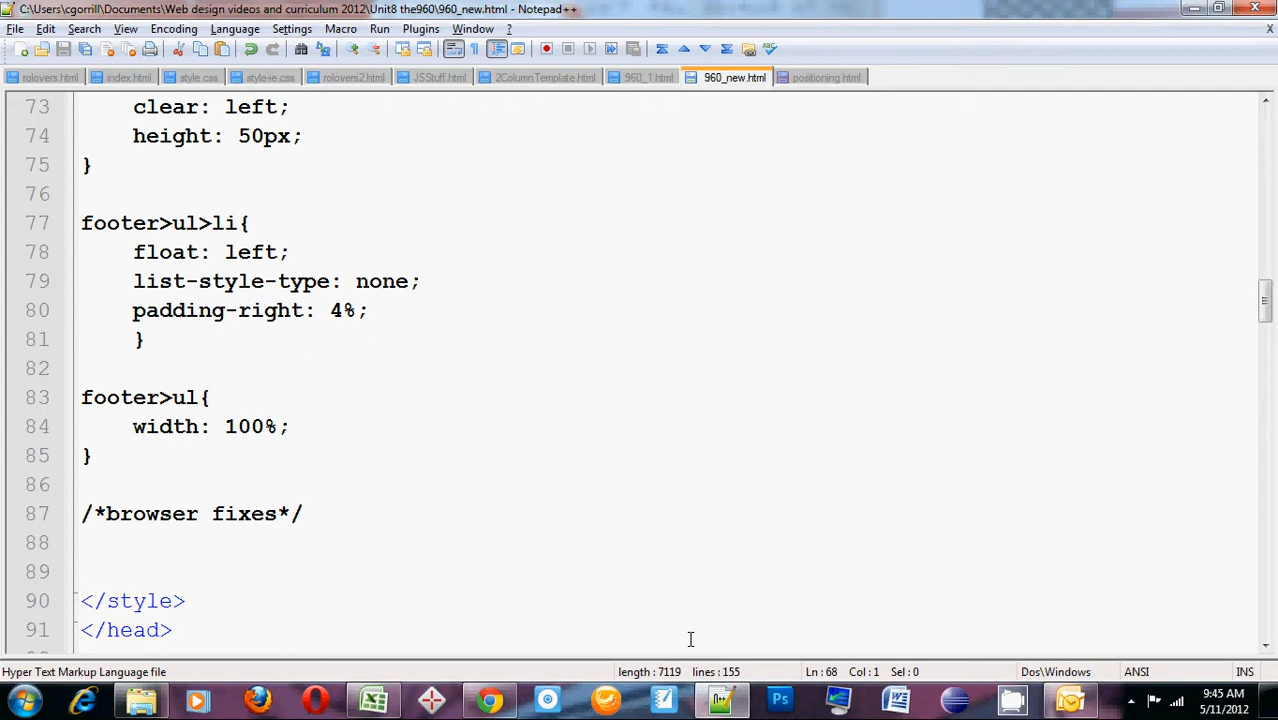 C:\Users\cgorrill\Documents\Web design videos and curriculum 2012\Unit8 the960\960_new.html - Notepad++
File Edit Search View Encoding Language Settings Macro Run Plugins Window ? X
rolovers.html index.html style.css style-ie.css rolovers2.html JSStuff.html 2ColumnTemplate.html 960_1.html 960_new.html positioning.html
73 clear: left;
74 height: 50px;
75 }
76
77 footer>ul>li{
78 float: left;
79 list-style-type: none;
80 padding-right: 4%;
81 }
82
83 footer>ul{
84 width: 100%;
85 }
86
87 /*browser fixes*/
88
89
90 </style>
91 </head>
Hyper Text Markup Language file length : 7119 lines : 155 Ln : 68 Col : 1 Sel : 0 Dos\Windows ANSI INS
9:45 AM
5/11/2012